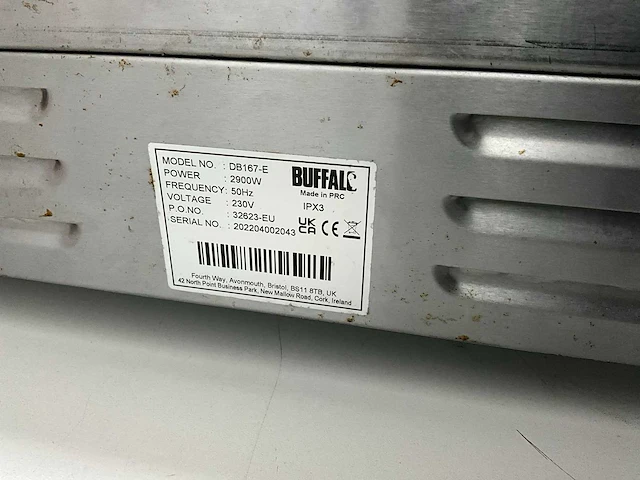 MODEL NO. : DB167-E
POWER : 2900W
FREQUENCY : 50Hz
VOLTAGE : 230V
P.O.NO. : 32623-EU
SERIAL NO. : 202204002043
BUFFALO
Made in PRC
IPX3
UK CA CE
Fourth Way, Avonmouth, Bristol, BS11 8TB, UK
42 North Point Business Park, New Mallow Road, Cork, Ireland